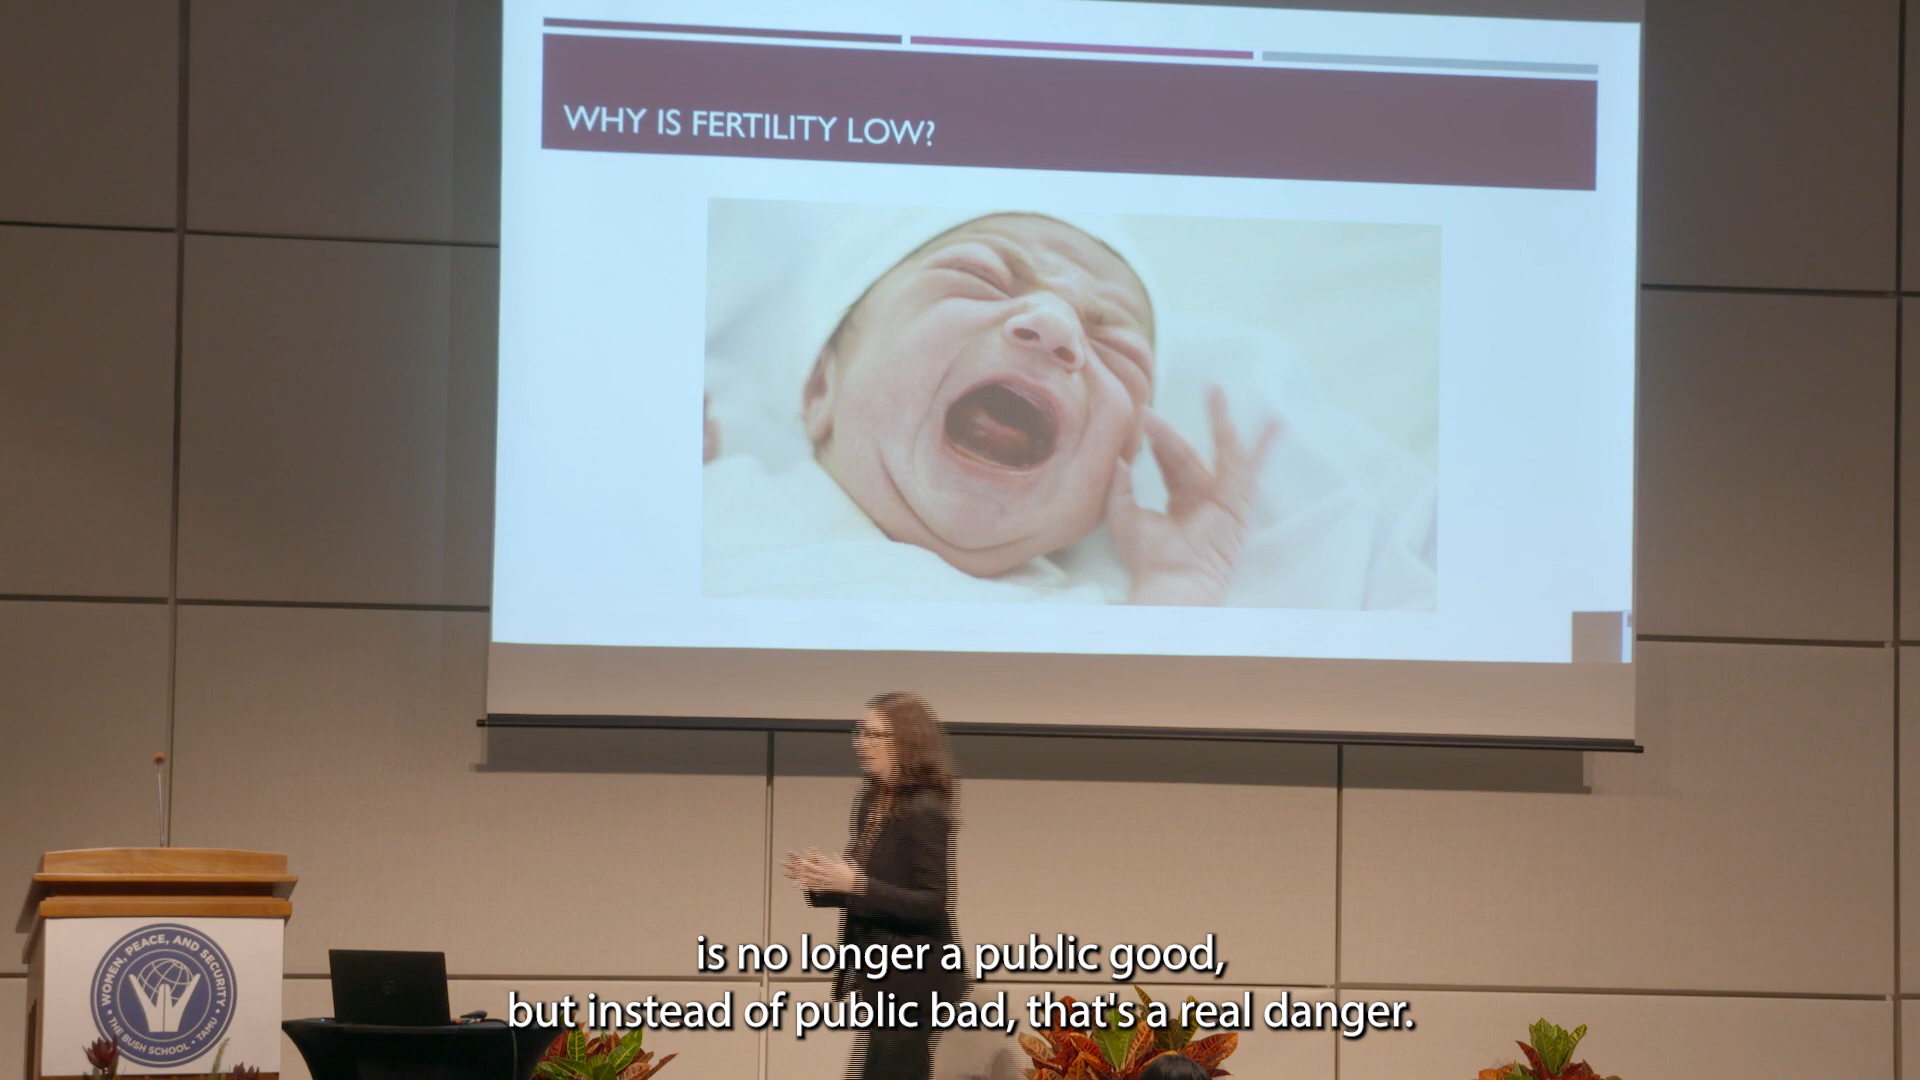 WHY IS FERTILITY LOW?
WOMEN, PEACE, AND SECURITY
• THE BUSH SCHOOL • TAMU •
is no longer a public good,
but instead of public bad, that's a real danger.